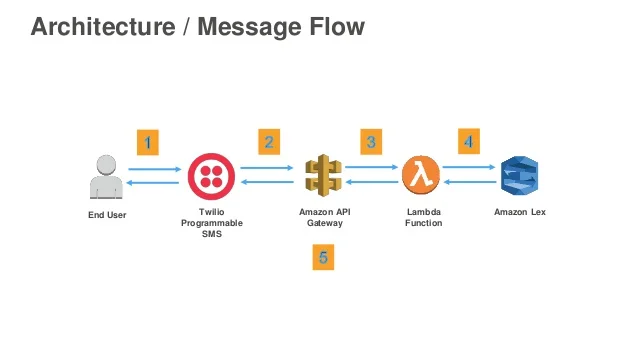 Architecture / Message Flow
1
2
3
4
End User
Twilio
Programmable
SMS
Amazon API
Gateway
Lambda
Function
Amazon Lex
5